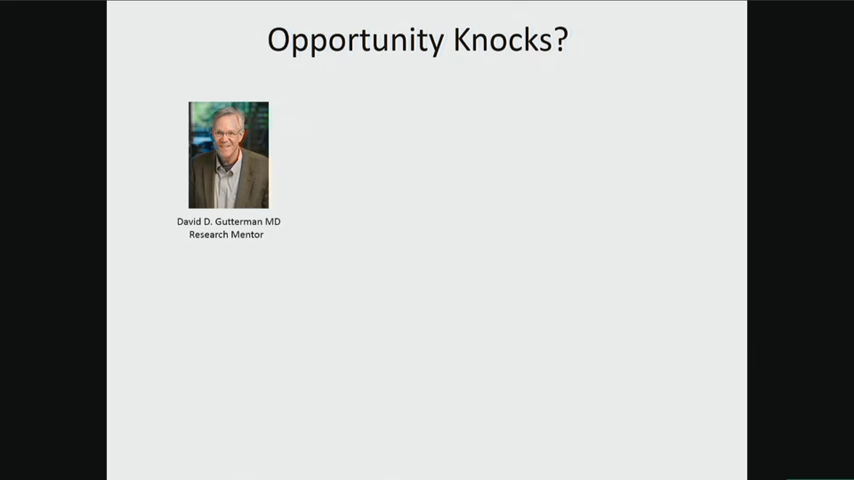 Opportunity Knocks?
David D. Gutterman MD
Research Mentor